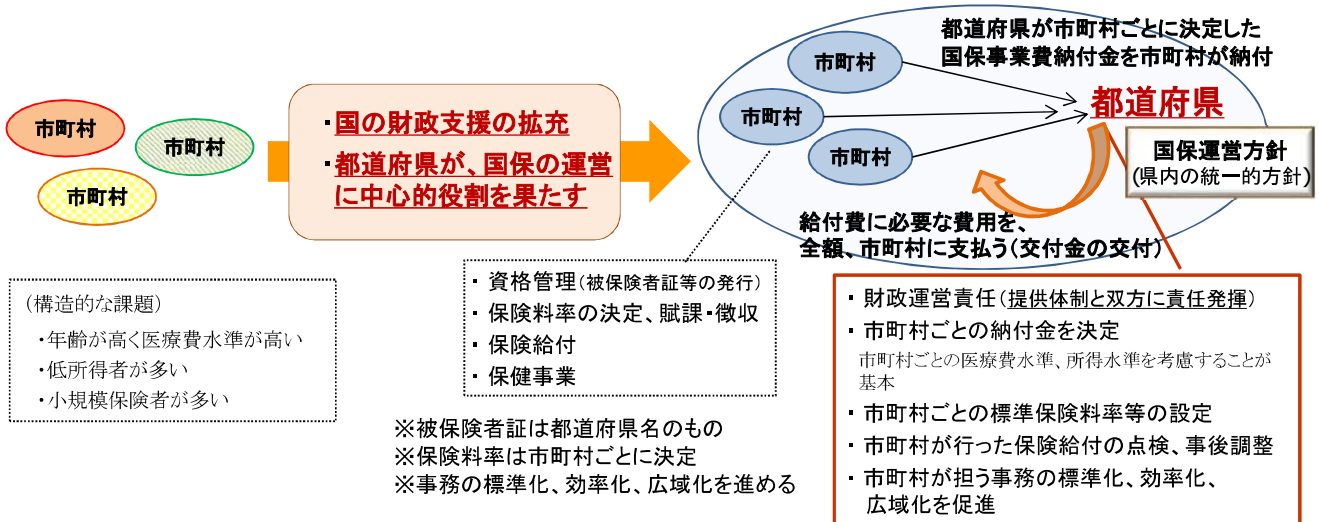 市町村
市町村
市町村
・国の財政支援の拡充
・都道府県が、国保の運営
に中心的役割を果たす
都道府県が市町村ごとに決定した
国保事業費納付金を市町村が納付
市町村
市町村
市町村
都道府県
国保運営方針
(県内の統一的方針)
給付費に必要な費用を、
全額、市町村に支払う(交付金の交付)
(構造的な課題)
・年齢が高く医療費水準が高い
・低所得者が多い
・小規模保険者が多い
・ 資格管理(被保険者証等の発行)
・ 保険料率の決定、賦課・徴収
・ 保険給付
・ 保健事業
※被保険者証は都道府県名のもの
※保険料率は市町村ごとに決定
※事務の標準化、効率化、広域化を進める
・ 財政運営責任(提供体制と双方に責任発揮)
・ 市町村ごとの納付金を決定
市町村ごとの医療費水準、所得水準を考慮することが
基本
・ 市町村ごとの標準保険料率等の設定
・ 市町村が行った保険給付の点検、事後調整
・ 市町村が担う事務の標準化、効率化、
広域化を促進